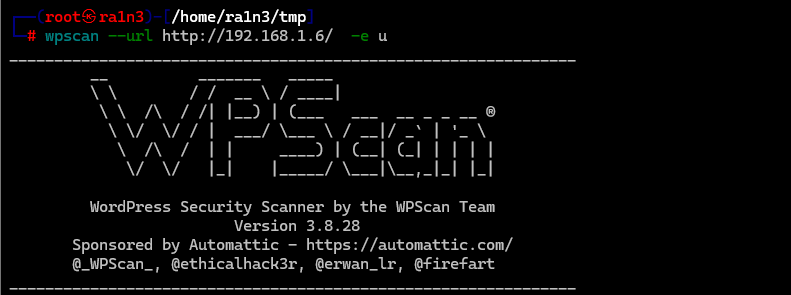 ┌──(root㉿ra1n3)-[/home/ra1n3/tmp]
└─# wpscan --url http://192.168.1.6/  -e u
_______________________________________________________________
         __          _______   _____
         \ \        / /  __ \ / ____|
          \ \  /\  / /| |__) | (___   ___  __ _ _ __ ®
           \ \/  \/ / |  ___/ \___ \ / __|/ _` | '_ \
            \  /\  /  | |     ____) | (__| (_| | | | |
             \/  \/   |_|    |_____/ \___|\__,_|_| |_|

         WordPress Security Scanner by the WPScan Team
                         Version 3.8.28
       Sponsored by Automattic - https://automattic.com/
       @_WPScan_, @ethicalhack3r, @erwan_lr, @firefart
_______________________________________________________________